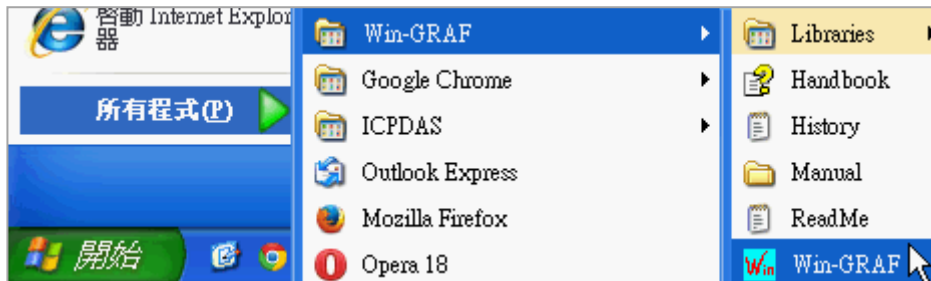 啓動 Internet Explor
器
所有程式(P)
開始
Win-GRAF
Google Chrome
ICPDAS
Outlook Express
Mozilla Firefox
Opera 18
Libraries
Handbook
History
Manual
ReadMe
Win
Win-GRAF